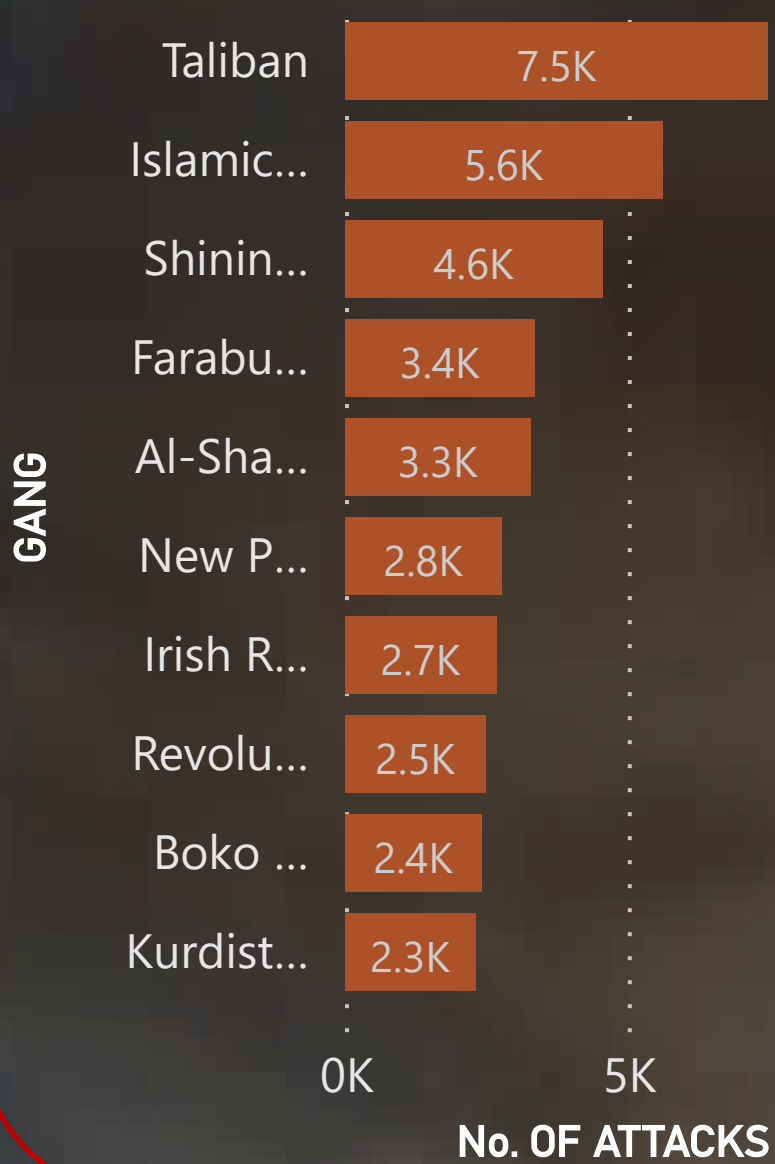 Taliban 7.5K
Islamic... 5.6K
Shinin... 4.6K
Farabu... 3.4K
Al-Sha... 3.3K
New P... 2.8K
Irish R... 2.7K
Revolu... 2.5K
Boko ... 2.4K
Kurdist... 2.3K
GANG
0K 5K
No. OF ATTACKS